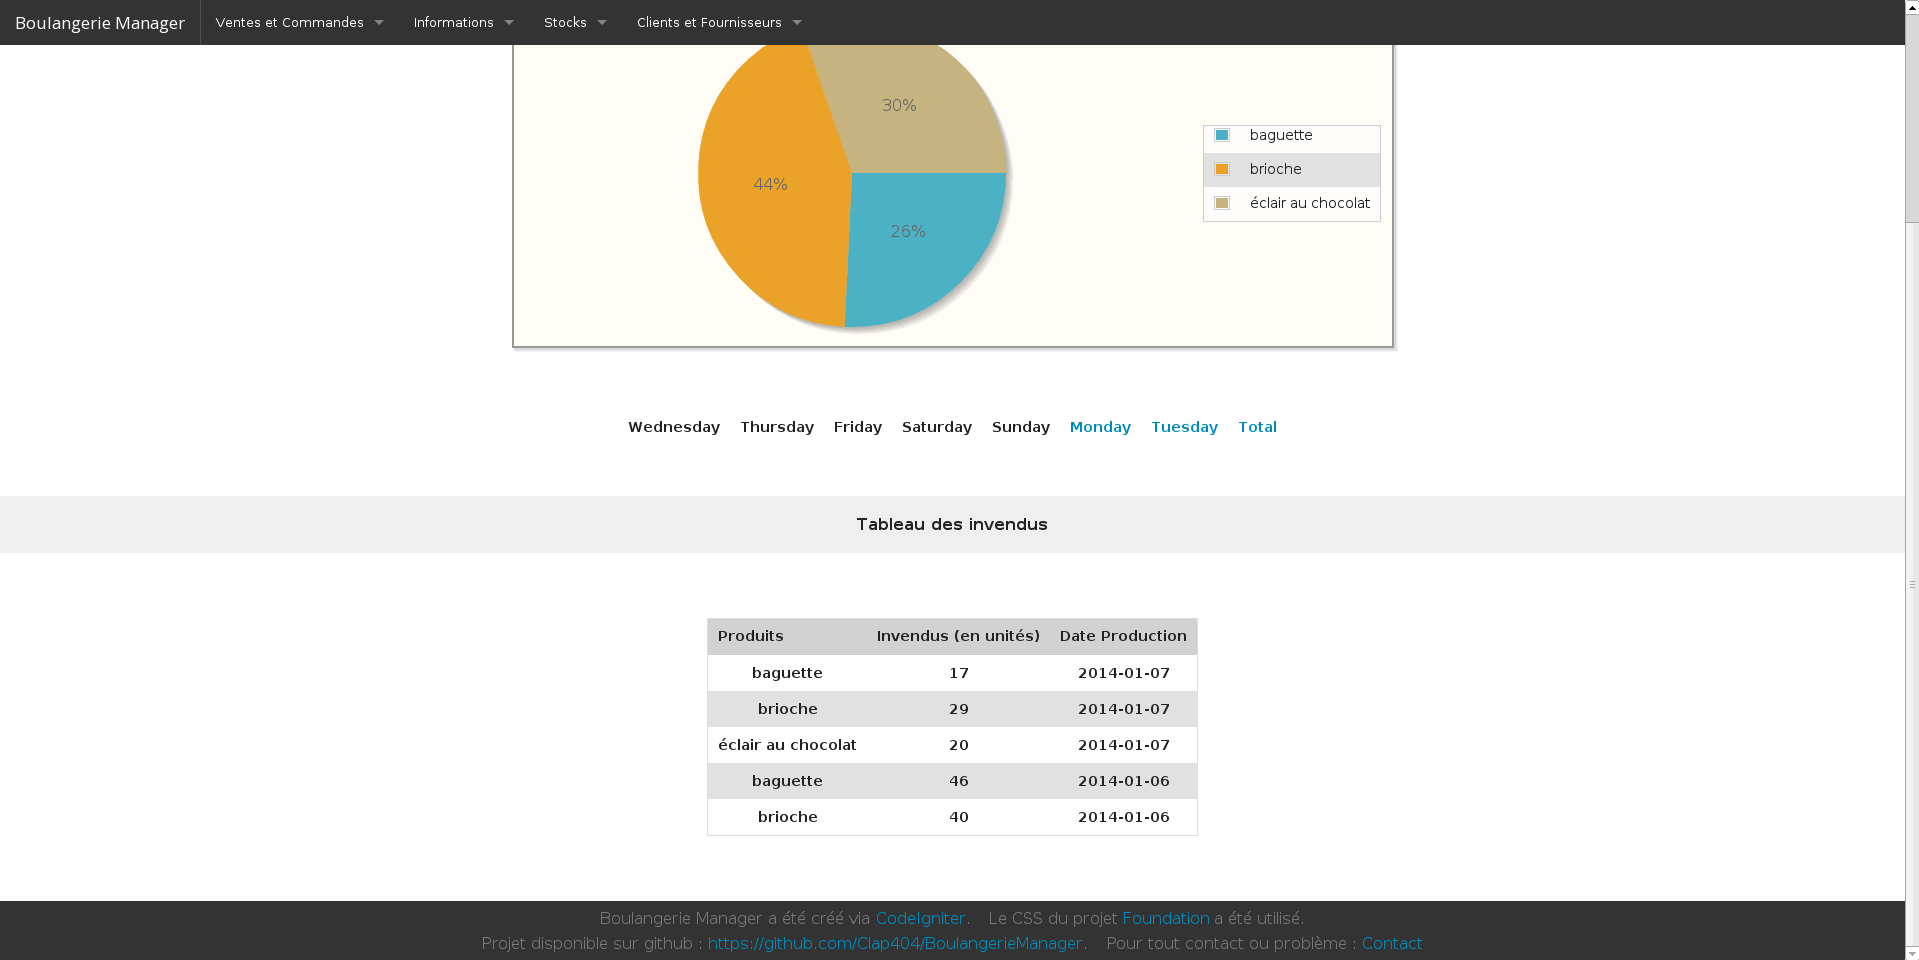 Boulangerie Manager Ventes et Commandes Informations Stocks Clients et Fournisseurs
30%
44%
26%
baguette
brioche
éclair au chocolat
Wednesday Thursday Friday Saturday Sunday Monday Tuesday Total
Tableau des invendus
Produits Invendus (en unités) Date Production
baguette 17 2014-01-07
brioche 29 2014-01-07
éclair au chocolat 20 2014-01-07
baguette 46 2014-01-06
brioche 40 2014-01-06
Boulangerie Manager a été créé via CodeIgniter. Le CSS du projet Foundation a été utilisé.
Projet disponible sur github : https://github.com/Clap404/BoulangerieManager. Pour tout contact ou problème : Contact